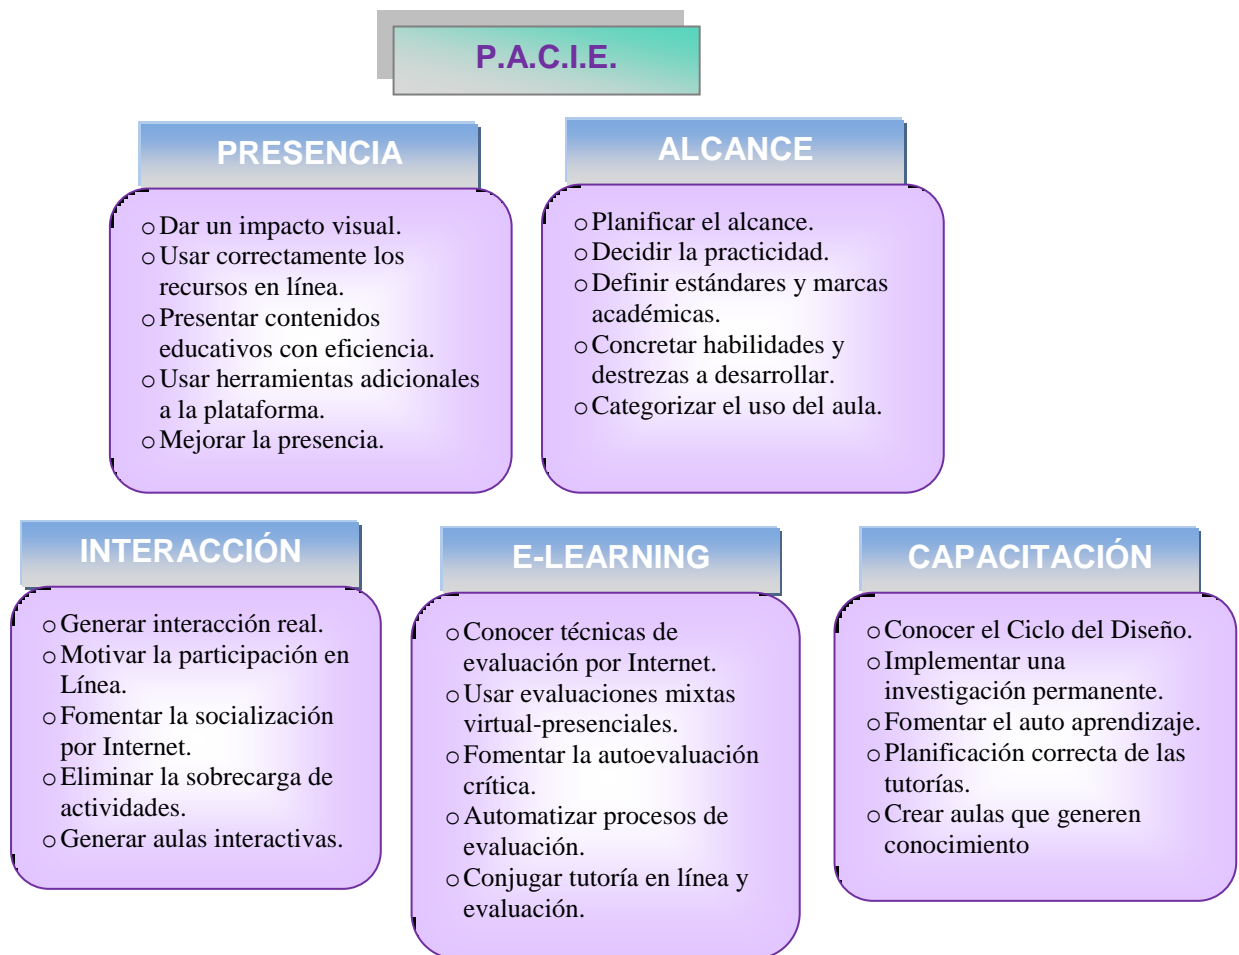 P.A.C.I.E.
PRESENCIA
o Dar un impacto visual.
o Usar correctamente los
recursos en línea.
o Presentar contenidos
educativos con eficiencia.
o Usar herramientas adicionales
a la plataforma.
o Mejorar la presencia.
ALCANCE
o Planificar el alcance.
o Decidir la practicidad.
o Definir estándares y marcas
académicas.
o Concretar habilidades y
destrezas a desarrollar.
o Categorizar el uso del aula.
INTERACCIÓN
o Generar interacción real.
o Motivar la participación en
Línea.
o Fomentar la socialización
por Internet.
o Eliminar la sobrecarga de
actividades.
o Generar aulas interactivas.
E-LEARNING
o Conocer técnicas de
evaluación por Internet.
o Usar evaluaciones mixtas
virtual-presenciales.
o Fomentar la autoevaluación
crítica.
o Automatizar procesos de
evaluación.
o Conjugar tutoría en línea y
evaluación.
CAPACITACIÓN
o Conocer el Ciclo del Diseño.
o Implementar una
investigación permanente.
o Fomentar el auto aprendizaje.
o Planificación correcta de las
tutorías.
o Crear aulas que generen
conocimiento